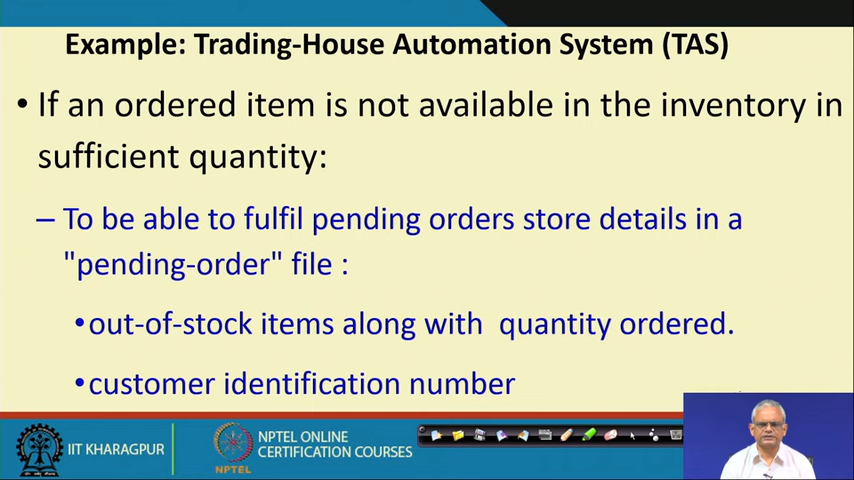 Example: Trading-House Automation System (TAS)
• If an ordered item is not available in the inventory in
sufficient quantity:
– To be able to fulfil pending orders store details in a
"pending-order" file :
•out-of-stock items along with quantity ordered.
•customer identification number
IIT KHARAGPUR
NPTEL
NPTEL ONLINE
CERTIFICATION COURSES